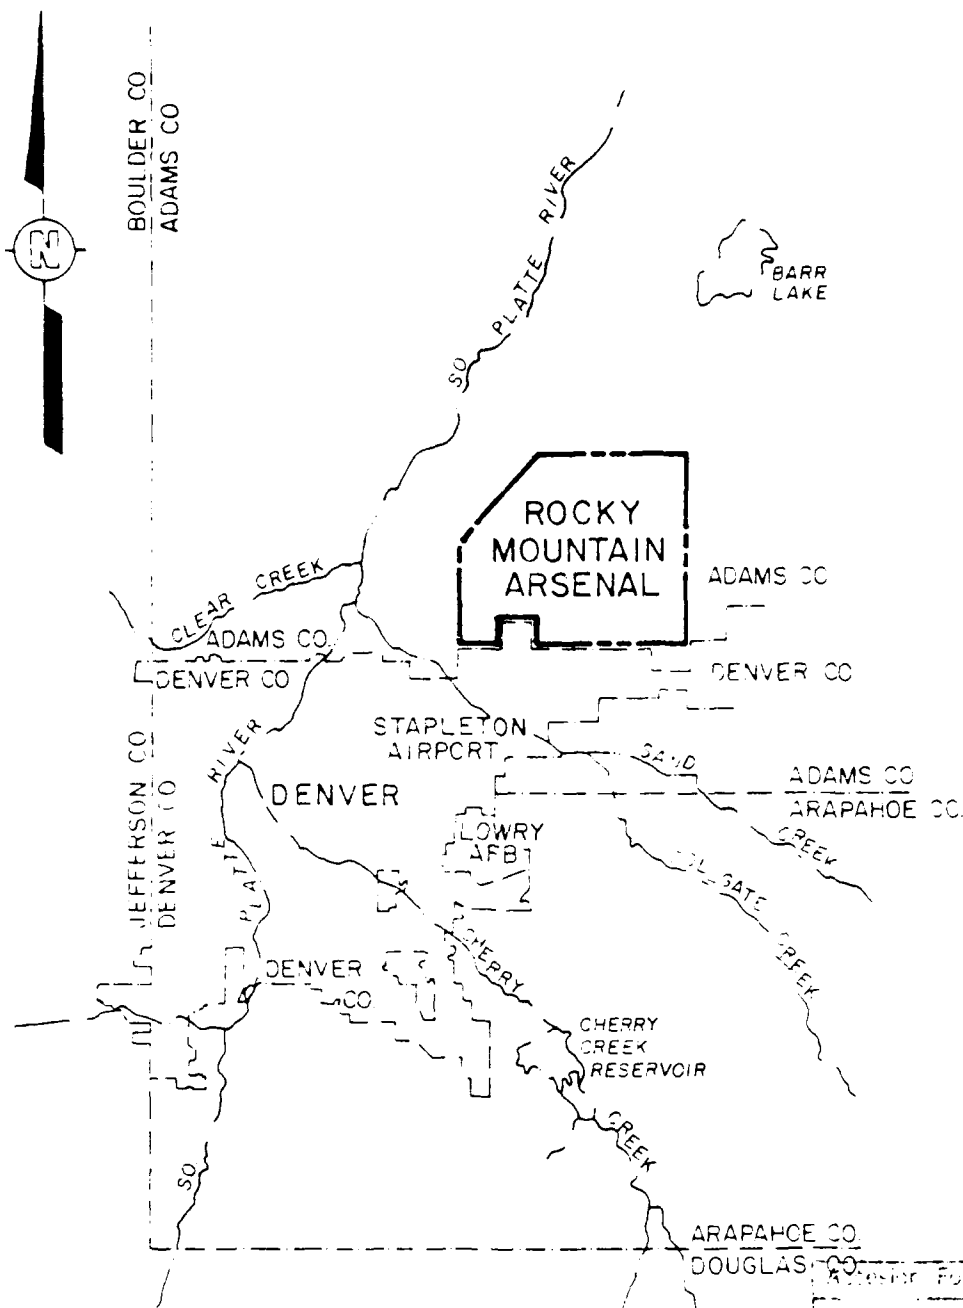 BOULDER CO
ADAMS CO
N
SO PLATTE RIVER
BARR
LAKE
ROCKY
MOUNTAIN
ARSENAL
CLEAR CREEK
ADAMS CO
ADAMS CO.
DENVER CO
DENVER CO
STAPLETON
AIRPORT
SAND CREEK
RIVER
DENVER
ADAMS CO
ARAPAHOE CO.
JEFFERSON CO
DENVER CO
LOWRY
AFB
PLATTE
GATE CREEK
CHERRY
DENVER
CO
CHERRY
CREEK
RESERVOIR
CREEK
SO
ARAPAHOE CO.
DOUGLAS CO.